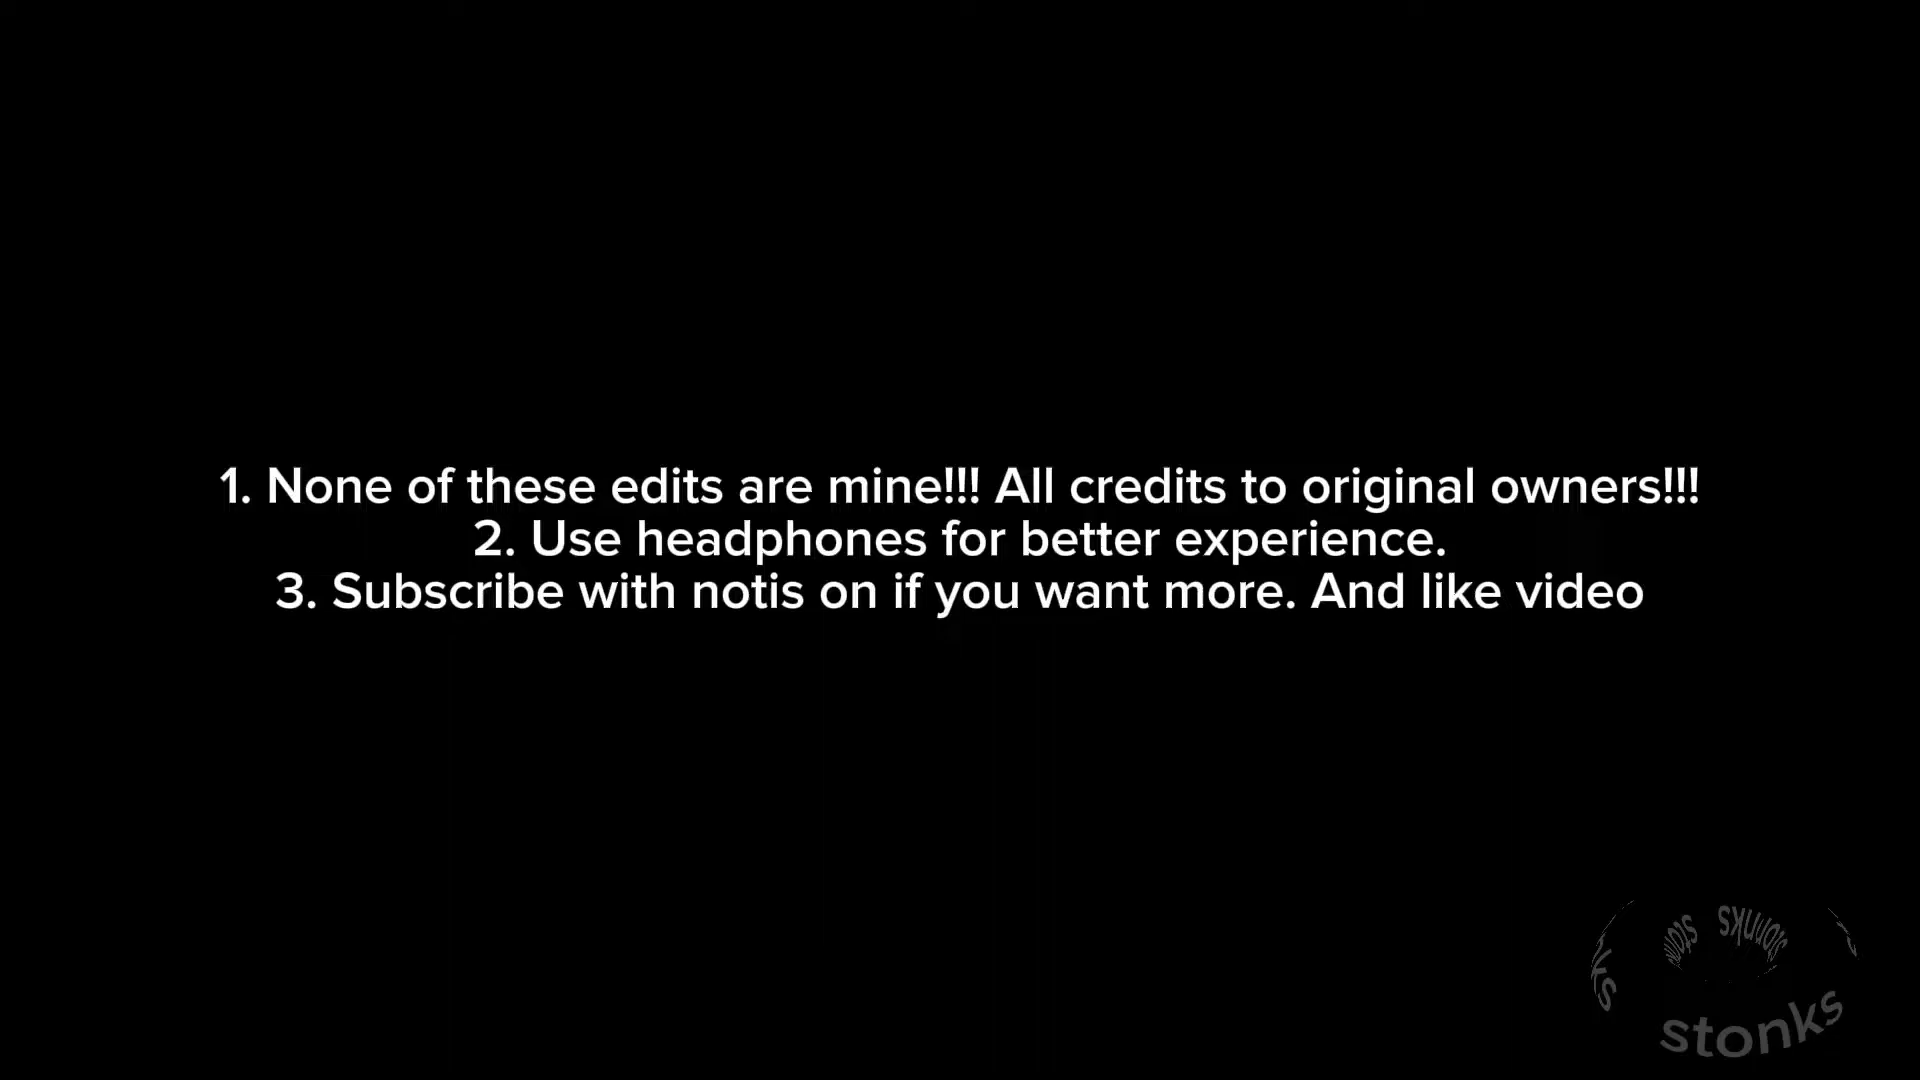 1. None of these edits are mine!!! All credits to original owners!!!
2. Use headphones for better experience.
3. Subscribe with notis on if you want more. And like video
stonks
stonks